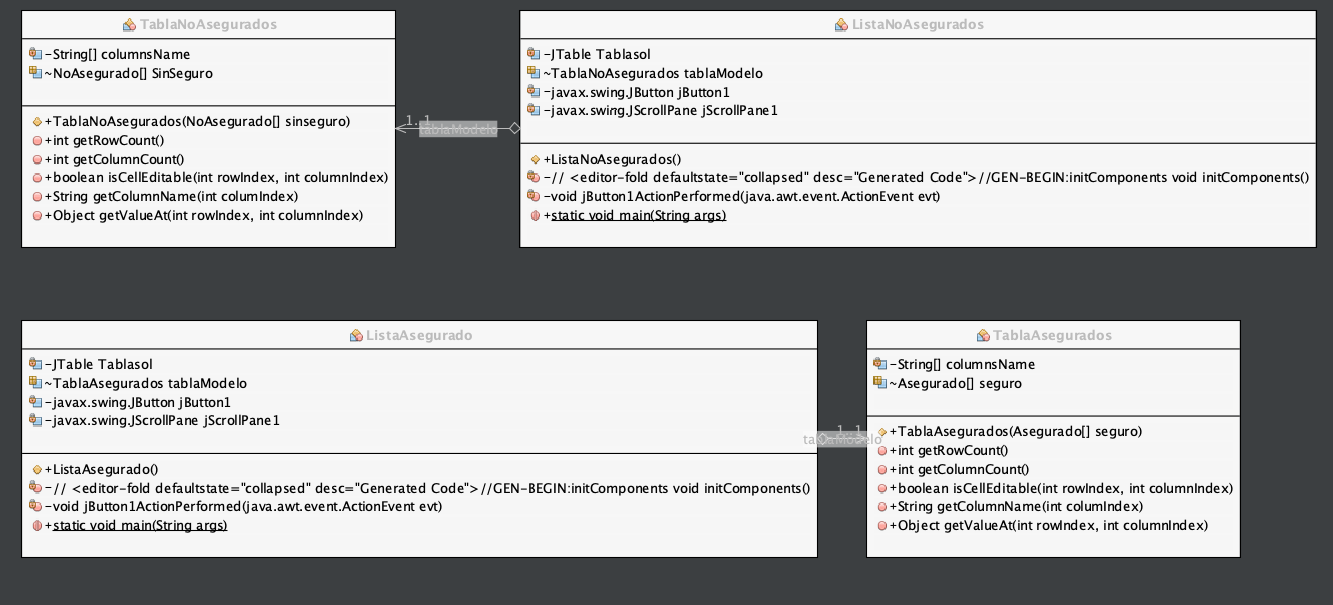 TablaNoAsegurados
-String[] columnsName
~NoAsegurado[] SinSeguro
+TablaNoAsegurados(NoAsegurado[] sinseguro)
+int getRowCount()
+int getColumnCount()
+boolean isCellEditable(int rowIndex, int columnIndex)
+String getColumnName(int columIndex)
+Object getValueAt(int rowIndex, int columnIndex)
1..1
tablaModelo
ListaNoAsegurados
-JTable Tablasol
~TablaNoAsegurados tablaModelo
-javax.swing.JButton jButton1
-javax.swing.JScrollPane jScrollPane1
+ListaNoAsegurados()
-// <editor-fold defaultstate="collapsed" desc="Generated Code">//GEN-BEGIN:initComponents void initComponents()
-void jButton1ActionPerformed(java.awt.event.ActionEvent evt)
+static void main(String args)
ListaAsegurado
-JTable Tablasol
~TablaAsegurados tablaModelo
-javax.swing.JButton jButton1
-javax.swing.JScrollPane jScrollPane1
+ListaAsegurado()
-// <editor-fold defaultstate="collapsed" desc="Generated Code">//GEN-BEGIN:initComponents void initComponents()
-void jButton1ActionPerformed(java.awt.event.ActionEvent evt)
+static void main(String args)
1..1
tablaModelo
TablaAsegurados
-String[] columnsName
~Asegurado[] seguro
+TablaAsegurados(Asegurado[] seguro)
+int getRowCount()
+int getColumnCount()
+boolean isCellEditable(int rowIndex, int columnIndex)
+String getColumnName(int columIndex)
+Object getValueAt(int rowIndex, int columnIndex)